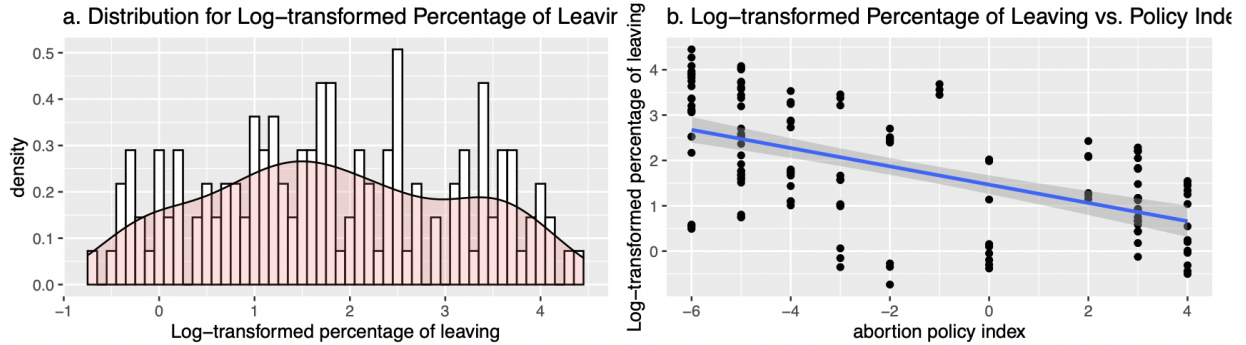 a. Distribution for Log−transformed Percentage of Leavin
density
0.5
0.4
0.3
0.2
0.1
0.0
−1 0 1 2 3 4
Log−transformed percentage of leaving
b. Log−transformed Percentage of Leaving vs. Policy Inde
Log−transformed percentage of leaving
4
3
2
1
0
−6 −4 −2 0 2 4
abortion policy index